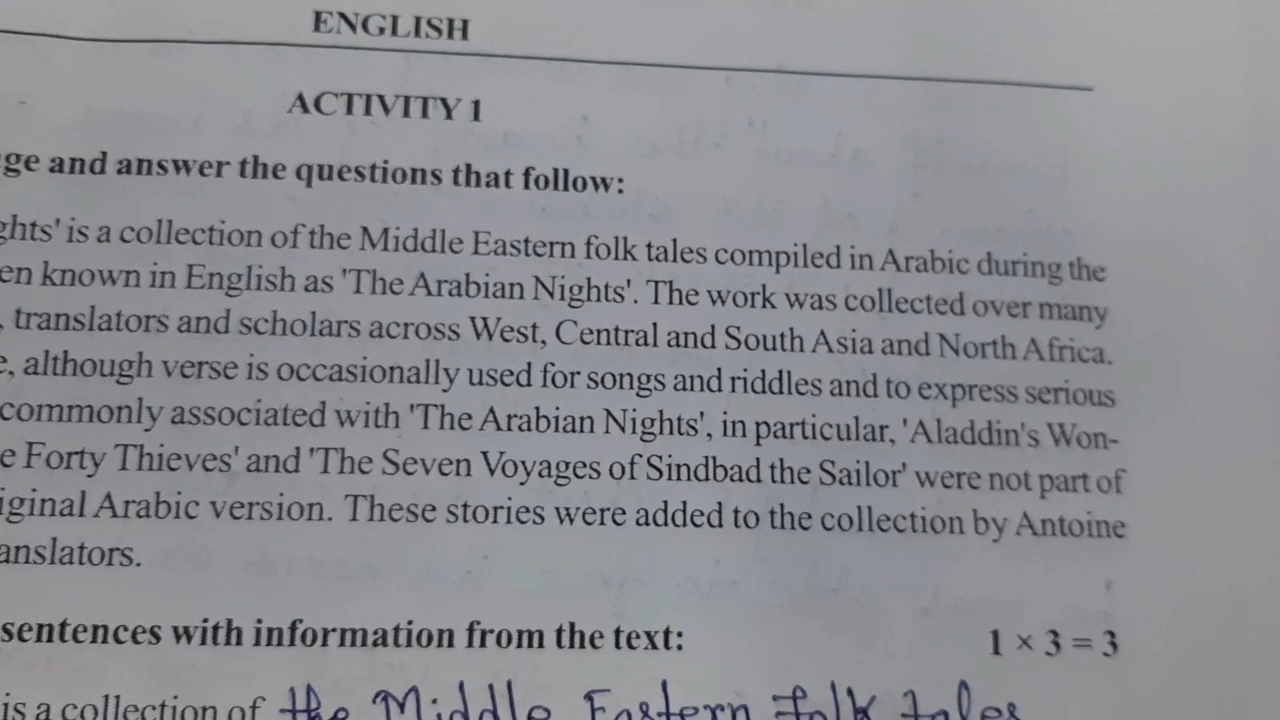 ENGLISH
ACTIVITY 1
ge and answer the questions that follow:
ghts' is a collection of the Middle Eastern folk tales compiled in Arabic during the
en known in English as 'The Arabian Nights'. The work was collected over many
, translators and scholars across West, Central and South Asia and North Africa.
e, although verse is occasionally used for songs and riddles and to express serious
commonly associated with 'The Arabian Nights', in particular, 'Aladdin's Won-
e Forty Thieves' and 'The Seven Voyages of Sindbad the Sailor' were not part of
iginal Arabic version. These stories were added to the collection by Antoine
anslators.
sentences with information from the text: 1 × 3 = 3
is a collection of the Middle Eastern folk tales